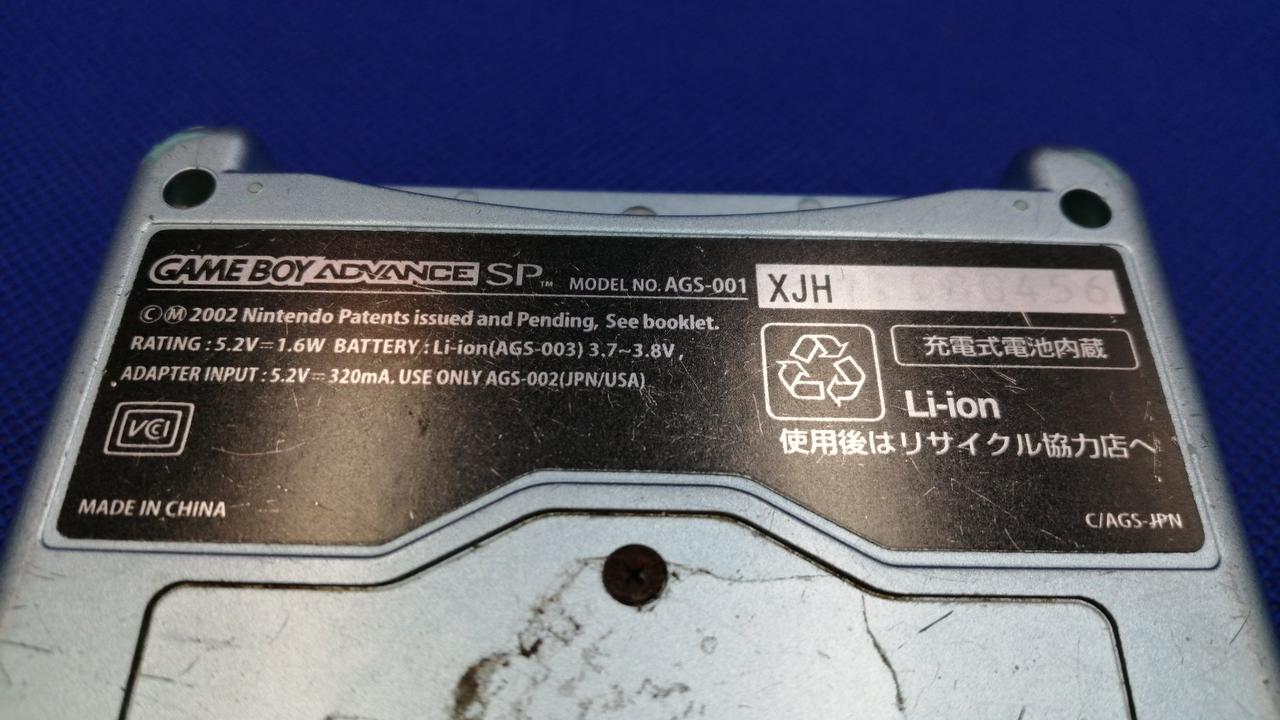 GAME BOY ADVANCE SP™ MODEL NO. AGS-001
XJH
ⒸⓂ 2002 Nintendo Patents issued and Pending, See booklet.
RATING : 5.2V⎓1.6W BATTERY : Li-ion(AGS-003) 3.7~3.8V,
ADAPTER INPUT : 5.2V⎓320mA. USE ONLY AGS-002(JPN/USA)
VCI
MADE IN CHINA
充電式電池内蔵
Li-ion
使用後はリサイクル協力店へ
C/AGS-JPN